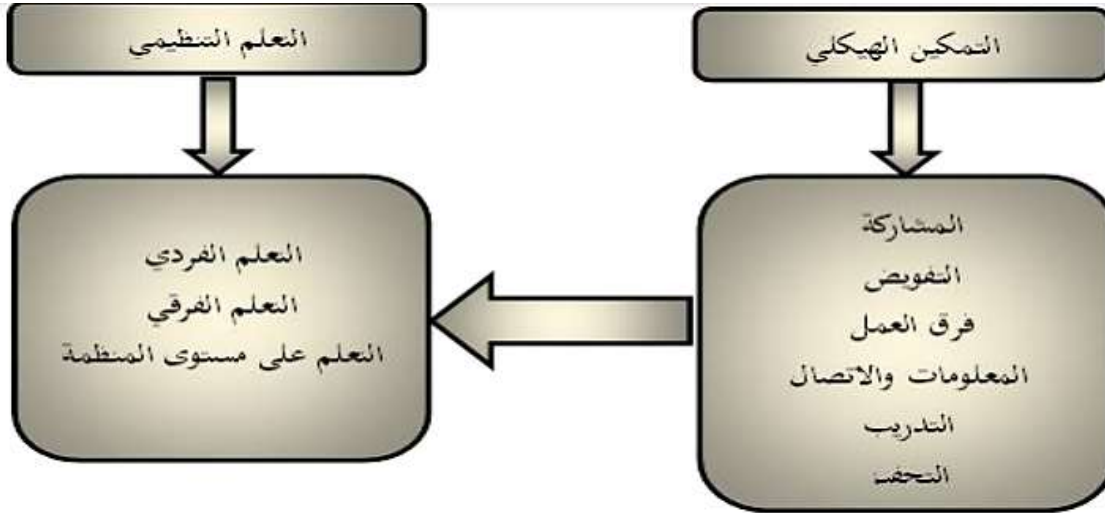 التمكين الهيكلي
المشاركة
التفويض
فرق العمل
المعلومات والاتصال
التدريب
التعلم التنظيمي
التعلم الفردي
التعلم الفرقي
التعلم على مستوى المنظمة